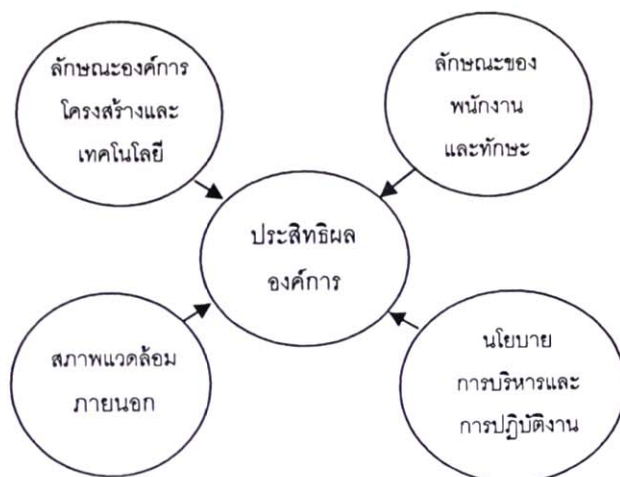 ลักษณะองค์การ
โครงสร้างและ
เทคโนโลยี
ลักษณะของ
พนักงาน
และทักษะ
ประสิทธิผล
องค์การ
สภาพแวดล้อม
ภายนอก
นโยบาย
การบริหารและ
การปฏิบัติงาน